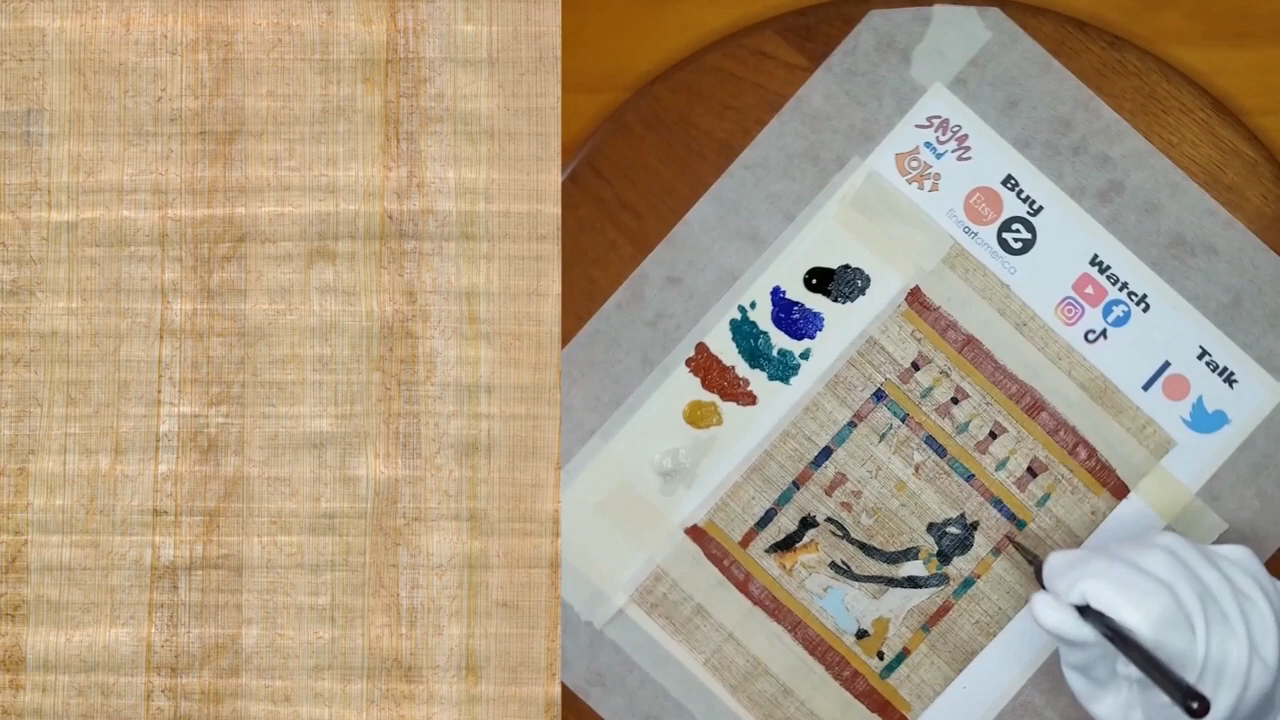 Sagan
and
Loki
Buy
Etsy
Z
fineartamerica
Watch
Talk